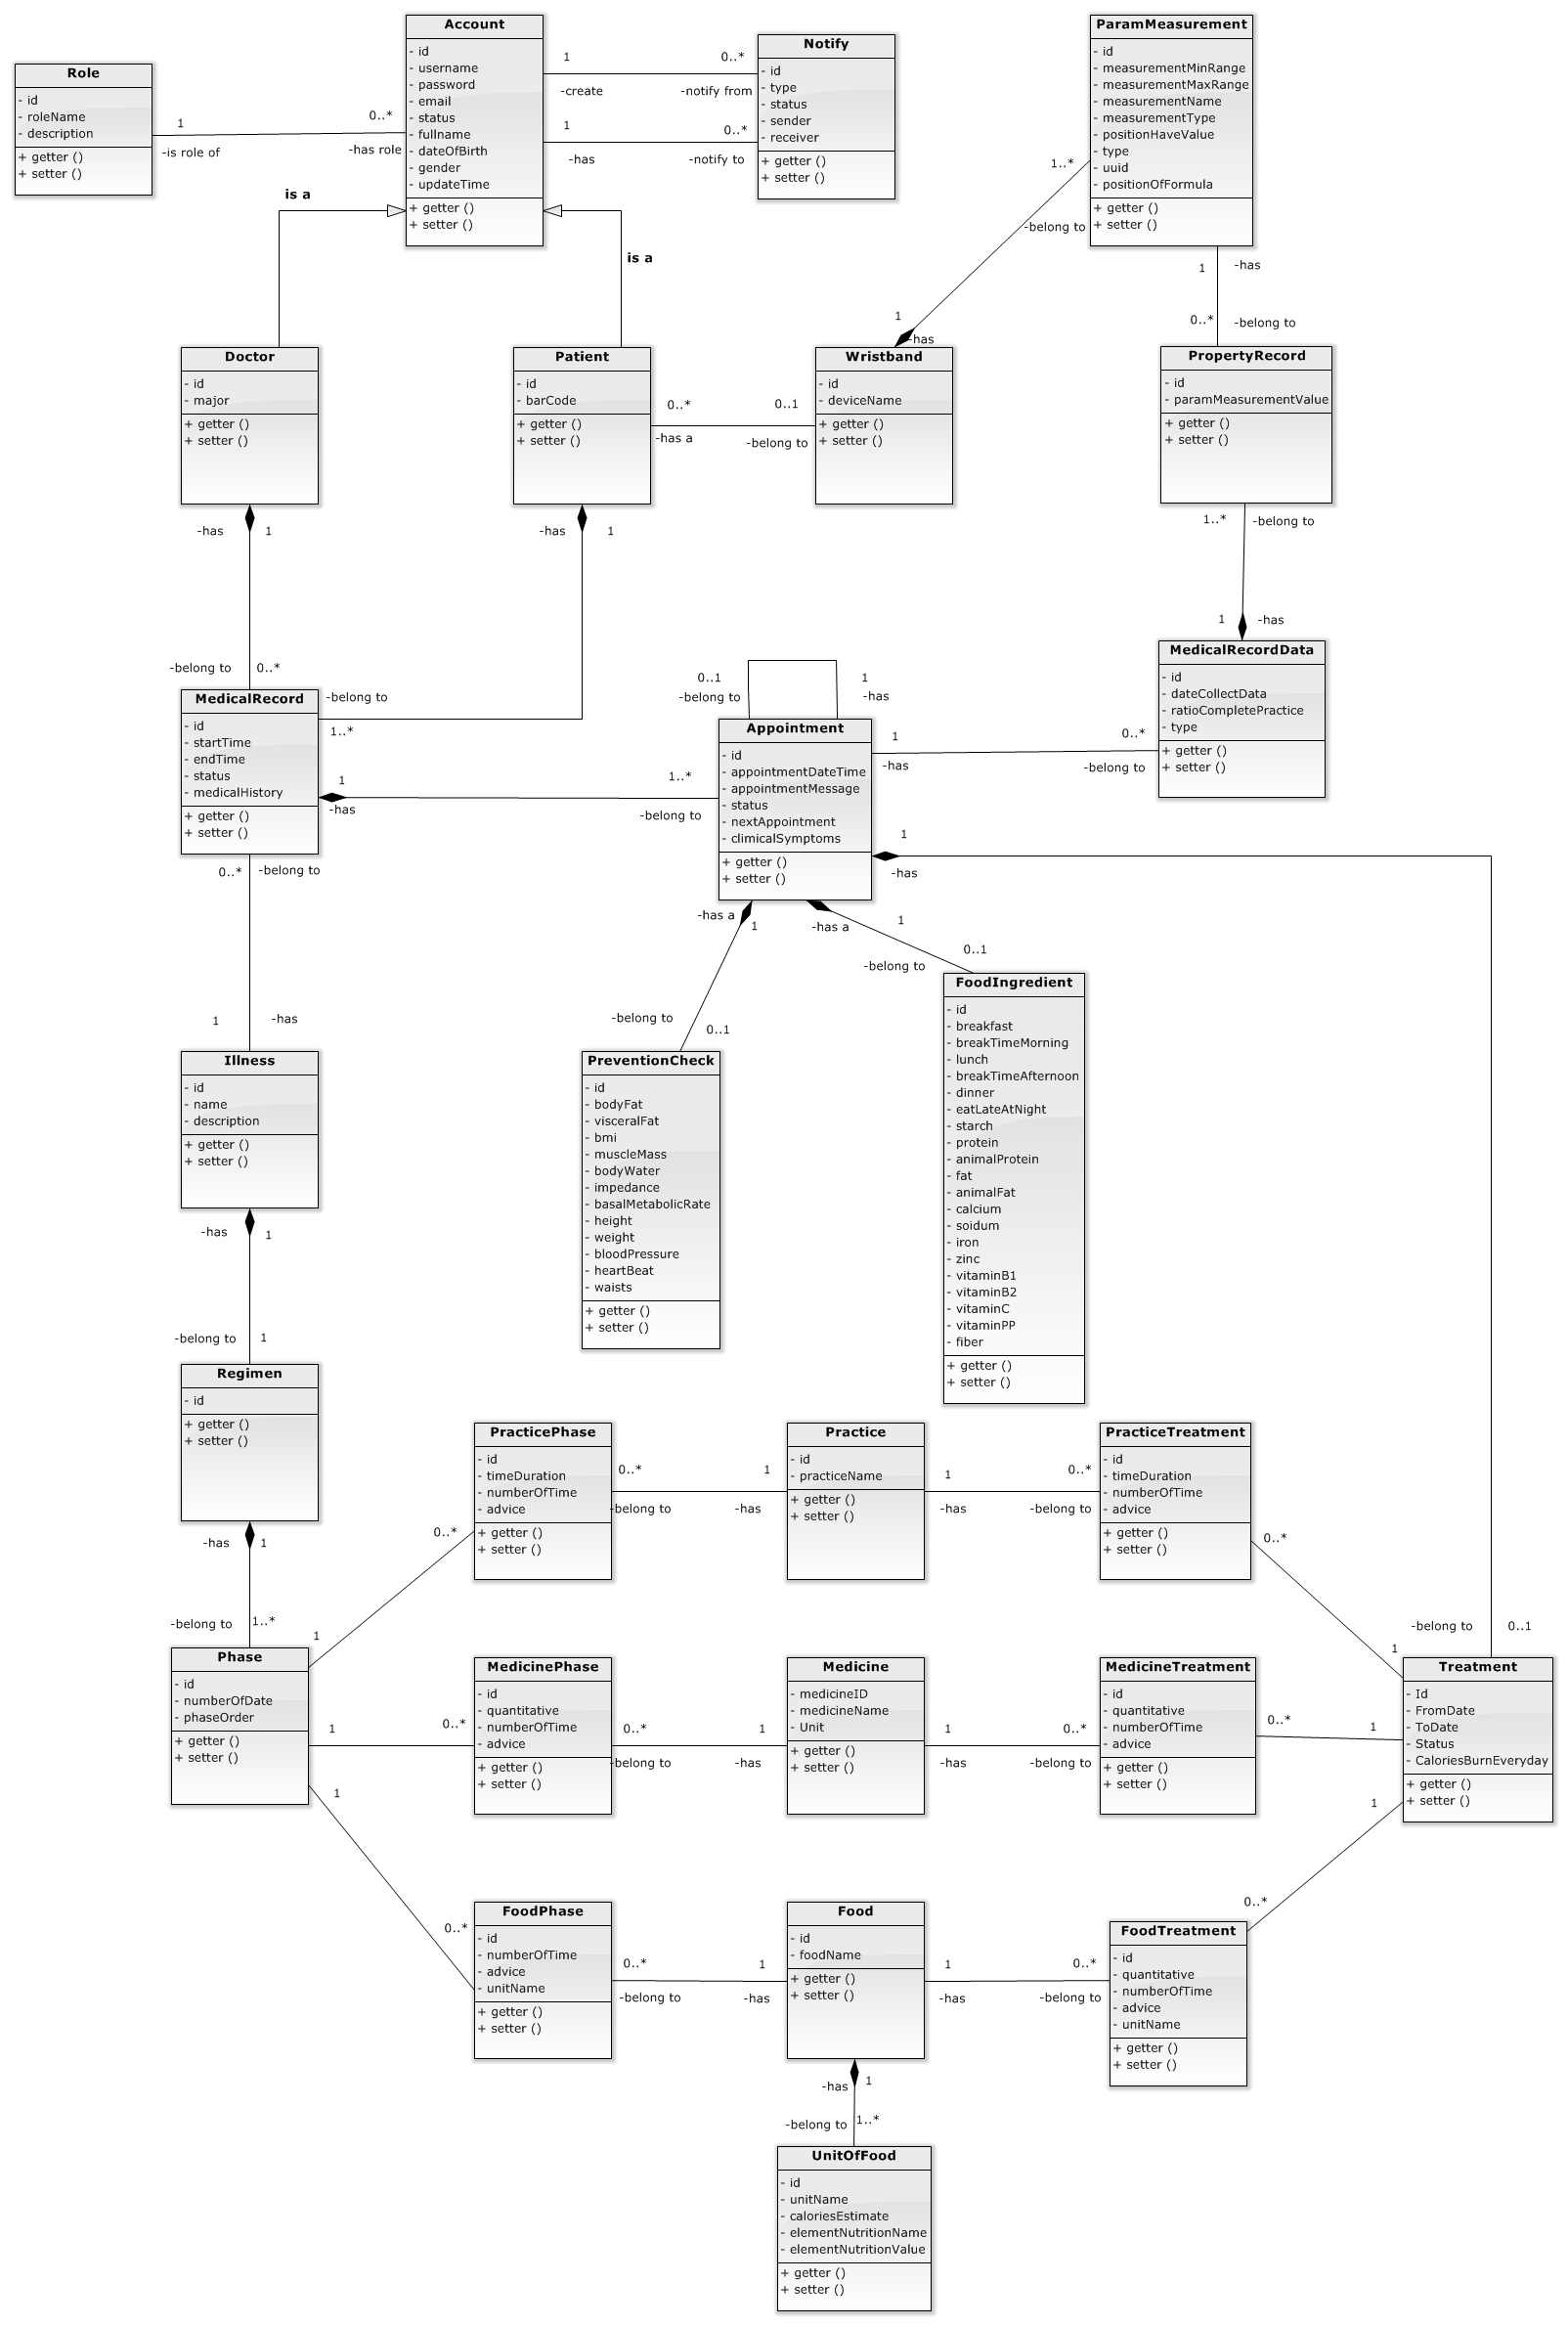 Account
- id
- username
- password
- email
- status
- fullname
- dateOfBirth
- gender
- updateTime
+ getter ()
+ setter ()
Role
- id
- roleName
- description
+ getter ()
+ setter ()
1
-is role of
0..*
-has role
Notify
- id
- type
- status
- sender
- receiver
+ getter ()
+ setter ()
1
-create
0..*
-notify from
1
-has
0..*
-notify to
ParamMeasurement
- id
- measurementMinRange
- measurementMaxRange
- measurementName
- measurementType
- positionHaveValue
- type
- uuid
- positionOfFormula
+ getter ()
+ setter ()
1..*
-belong to
1
-has
is a
is a
1
-has
0..*
-belong to
Doctor
- id
- major
+ getter ()
+ setter ()
Patient
- id
- barCode
+ getter ()
+ setter ()
0..*
-has a
0..1
-belong to
Wristband
- id
- deviceName
+ getter ()
+ setter ()
PropertyRecord
- id
- paramMeasurementValue
+ getter ()
+ setter ()
-has
1
-has
1
1..*
-belong to
1
-has
-belong to
0..*
-belong to
1..*
MedicalRecord
- id
- startTime
- endTime
- status
- medicalHistory
+ getter ()
+ setter ()
1
-has
1..*
-belong to
0..1
-belong to
1
-has
Appointment
- id
- appointmentDateTime
- appointmentMessage
- status
- nextAppointment
- climicalSymptoms
+ getter ()
+ setter ()
1
-has
0..*
-belong to
MedicalRecordData
- id
- dateCollectData
- ratioCompletePractice
- type
+ getter ()
+ setter ()
1
-has
0..*
-belong to
-has a
1
-has a
1
-belong to
0..1
-belong to
0..1
1
-has
Illness
- id
- name
- description
+ getter ()
+ setter ()
PreventionCheck
- id
- bodyFat
- visceralFat
- bmi
- muscleMass
- bodyWater
- impedance
- basalMetabolicRate
- height
- weight
- bloodPressure
- heartBeat
- waists
+ getter ()
+ setter ()
FoodIngredient
- id
- breakfast
- breakTimeMorning
- lunch
- breakTimeAfternoon
- dinner
- eatLateAtNight
- starch
- protein
- animalProtein
- fat
- animalFat
- calcium
- soidum
- iron
- zinc
- vitaminB1
- vitaminB2
- vitaminC
- vitaminPP
- fiber
+ getter ()
+ setter ()
-has
1
-belong to
1
Regimen
- id
+ getter ()
+ setter ()
-has
1
-belong to
1..*
PracticePhase
- id
- timeDuration
- numberOfTime
- advice
+ getter ()
+ setter ()
0..*
-belong to
1
-has
Practice
- id
- practiceName
+ getter ()
+ setter ()
1
-has
0..*
-belong to
PracticeTreatment
- id
- timeDuration
- numberOfTime
- advice
+ getter ()
+ setter ()
0..*
1
0..*
1
-belong to
0..1
Phase
- id
- numberOfDate
- phaseOrder
+ getter ()
+ setter ()
1
0..*
MedicinePhase
- id
- quantitative
- numberOfTime
- advice
+ getter ()
+ setter ()
0..*
-belong to
1
-has
Medicine
- medicineID
- medicineName
- Unit
+ getter ()
+ setter ()
1
-has
0..*
-belong to
MedicineTreatment
- id
- quantitative
- numberOfTime
- advice
+ getter ()
+ setter ()
0..*
1
Treatment
- Id
- FromDate
- ToDate
- Status
- CaloriesBurnEveryday
+ getter ()
+ setter ()
1
0..*
1
0..*
FoodPhase
- id
- numberOfTime
- advice
- unitName
+ getter ()
+ setter ()
0..*
-belong to
1
-has
Food
- id
- foodName
+ getter ()
+ setter ()
1
-has
0..*
-belong to
FoodTreatment
- id
- quantitative
- numberOfTime
- advice
- unitName
+ getter ()
+ setter ()
-has
1
-belong to
1..*
UnitOfFood
- id
- unitName
- caloriesEstimate
- elementNutritionName
- elementNutritionValue
+ getter ()
+ setter ()